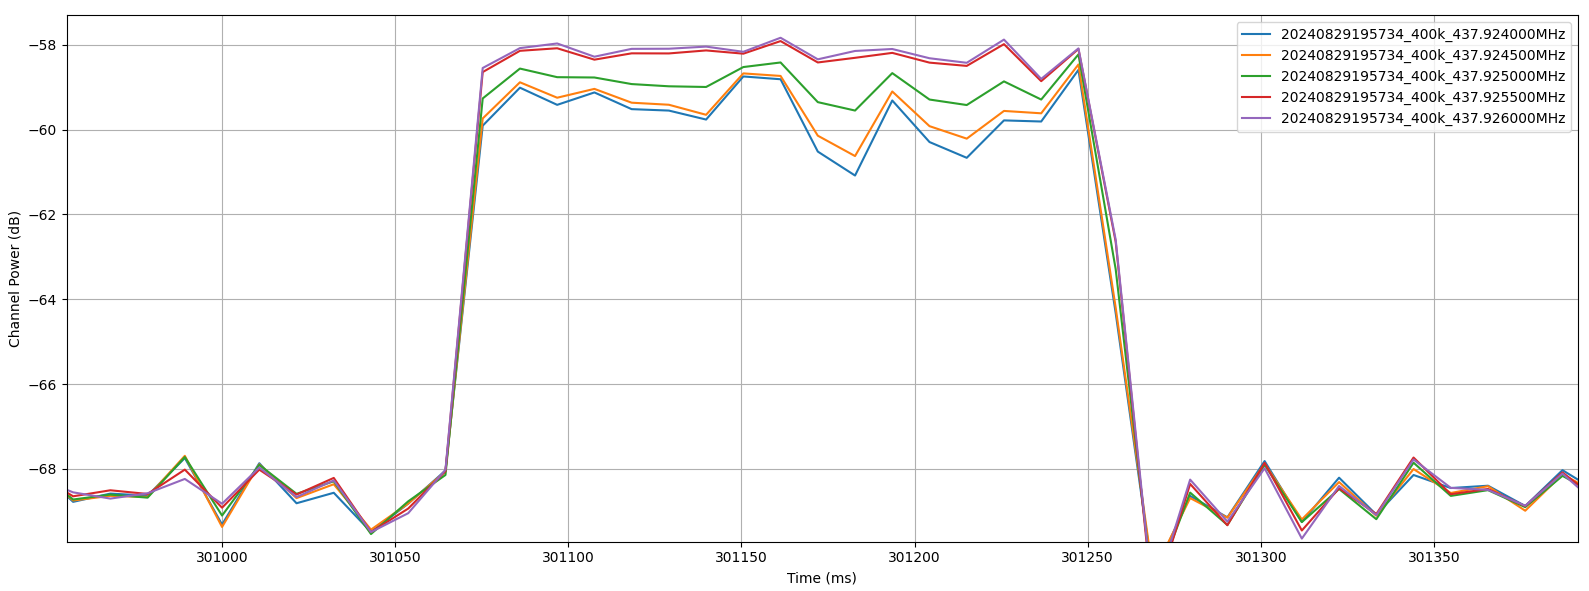 −58
−60
−62
−64
−66
−68
Channel Power (dB)
20240829195734_400k_437.924000MHz
20240829195734_400k_437.924500MHz
20240829195734_400k_437.925000MHz
20240829195734_400k_437.925500MHz
20240829195734_400k_437.926000MHz
301000 301050 301100 301150 301200 301250 301300 301350
Time (ms)